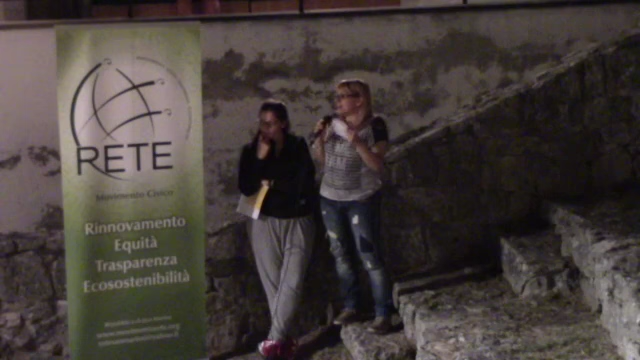 RETE
Movimento Civico
Rinnovamento
Equità
Trasparenza
Ecosostenibilità